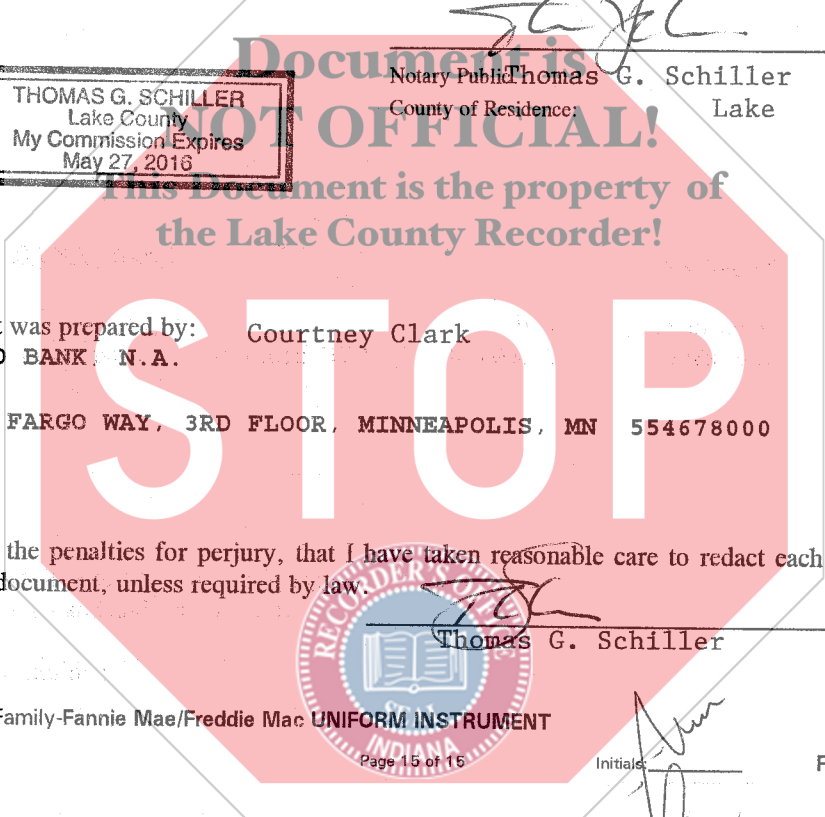 Document is
NOT OFFICIAL!
This Document is the property of
the Lake County Recorder!
STOP
Notary Public Thomas G. Schiller
County of Residence: Lake
THOMAS G. SCHILLER
Lake County
My Commission Expires
May 27, 2016
was prepared by: Courtney Clark
BANK N.A.
FARGO WAY, 3RD FLOOR, MINNEAPOLIS, MN 554678000
the penalties for perjury, that I have taken reasonable care to redact each
document, unless required by law.
Thomas G. Schiller
RECORDER'S OFFICE
SEAL
INDIANA
Family-Fannie Mae/Freddie Mac UNIFORM INSTRUMENT
Page 15 of 15
Initials: